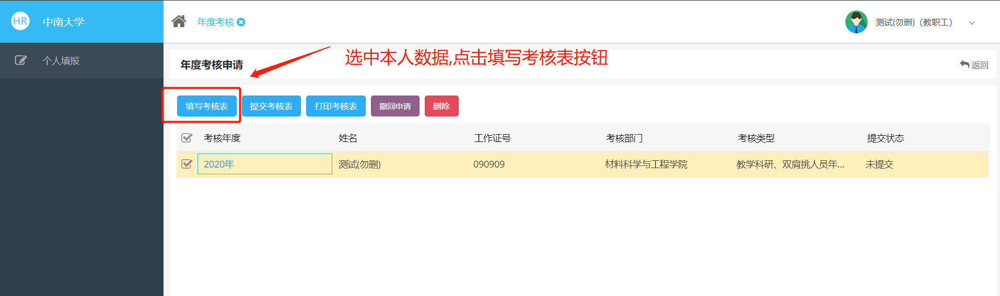 HR 中南大学
年度考核
测试(勿删)（教职工）
个人填报
选中本人数据,点击填写考核表按钮
年度考核申请
返回
填写考核表 提交考核表 打印考核表 撤回申请 删除
考核年度 姓名 工作证号 考核部门 考核类型 提交状态
2020年 测试(勿删) 090909 材料科学与工程学院 教学科研、双肩挑人员年... 未提交